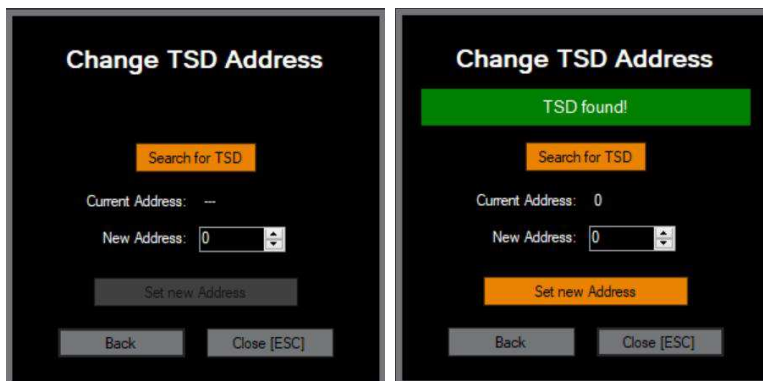 Change TSD Address
Search for TSD
Current Address: ---
New Address: 0
Set new Address
Back Close [ESC]
Change TSD Address
TSD found!
Search for TSD
Current Address: 0
New Address: 0
Set new Address
Back Close [ESC]